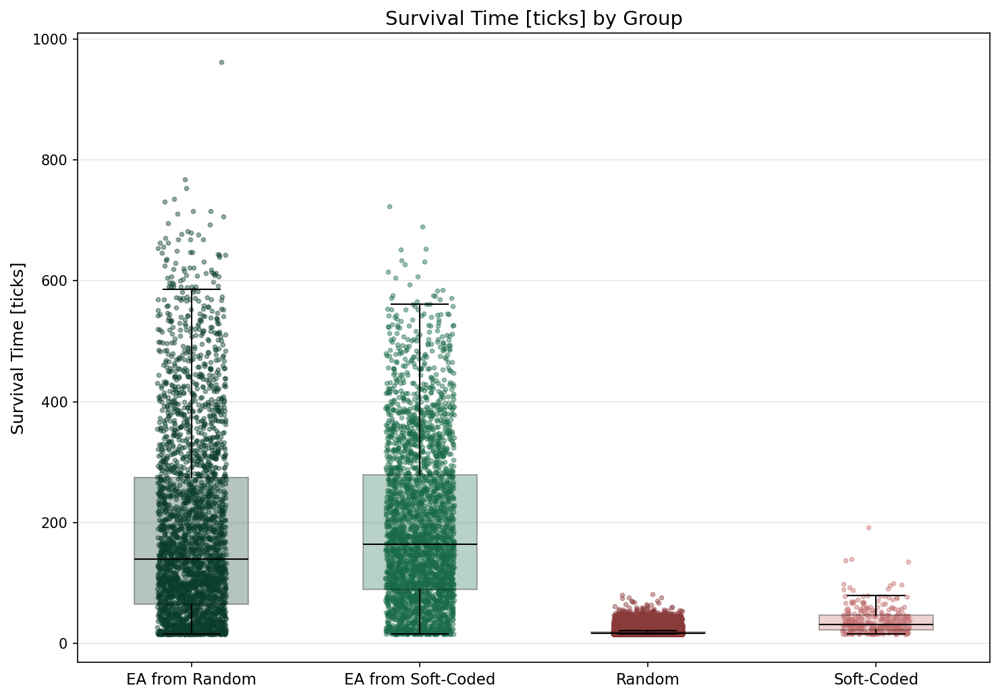 Survival Time [ticks] by Group
Survival Time [ticks]
1000
800
600
400
200
0
EA from Random
EA from Soft-Coded
Random
Soft-Coded